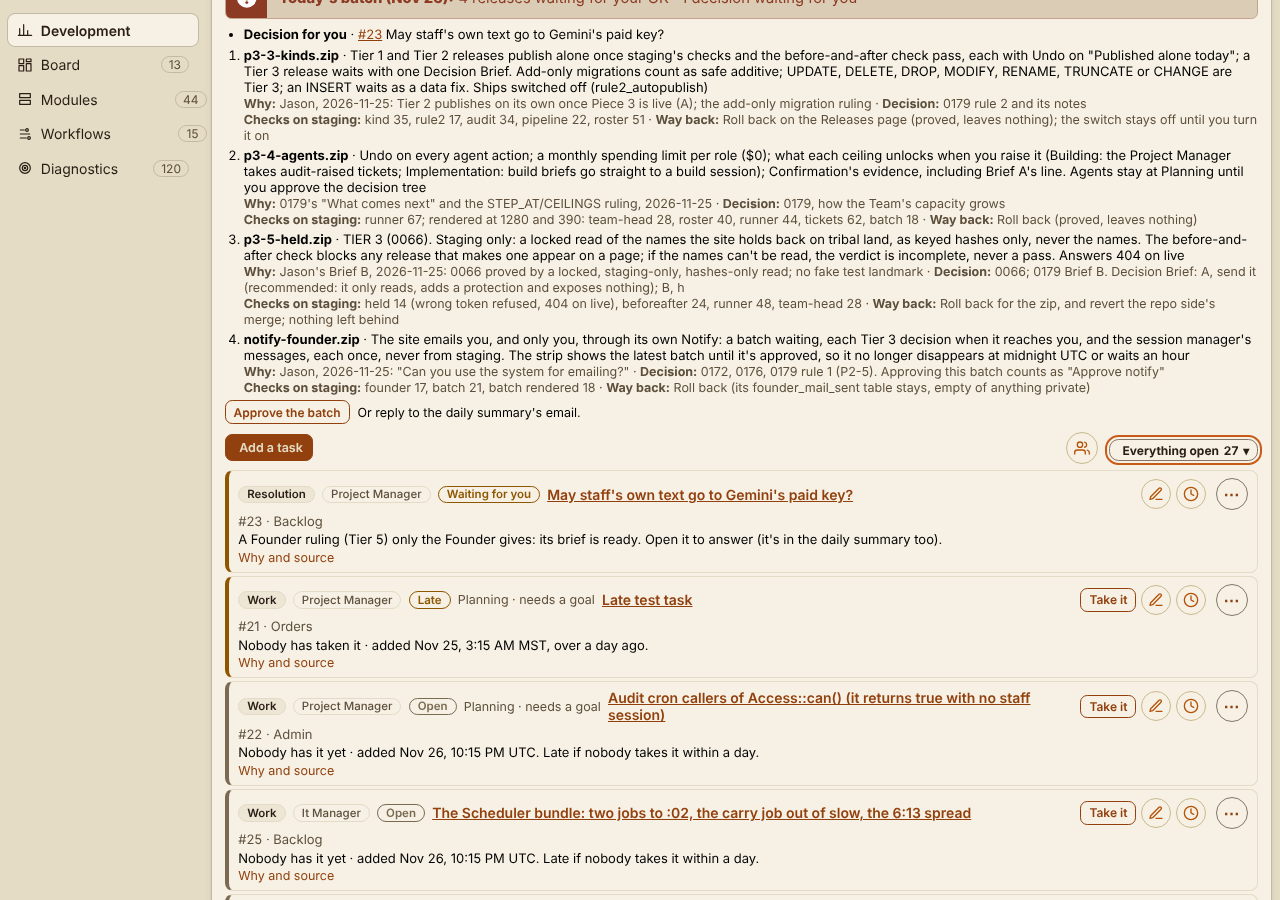 Today's batch (Nov 26): 4 releases waiting for your OK · 1 decision waiting for you
Development
Board 13
Modules 44
Workflows 15
Diagnostics 120
• Decision for you · #23 May staff's own text go to Gemini's paid key?
1. p3-3-kinds.zip · Tier 1 and Tier 2 releases publish alone once staging's checks and the before-and-after check pass, each with Undo on "Published alone today"; a
Tier 3 release waits with one Decision Brief. Add-only migrations count as safe additive; UPDATE, DELETE, DROP, MODIFY, RENAME, TRUNCATE or CHANGE are
Tier 3; an INSERT waits as a data fix. Ships switched off (rule2_autopublish)
Why: Jason, 2026-11-25: Tier 2 publishes on its own once Piece 3 is live (A); the add-only migration ruling · Decision: 0179 rule 2 and its notes
Checks on staging: kind 35, rule2 17, audit 34, pipeline 22, roster 51 · Way back: Roll back on the Releases page (proved, leaves nothing); the switch stays off until you turn
it on
2. p3-4-agents.zip · Undo on every agent action; a monthly spending limit per role ($0); what each ceiling unlocks when you raise it (Building: the Project Manager
takes audit-raised tickets; Implementation: build briefs go straight to a build session); Confirmation's evidence, including Brief A's line. Agents stay at Planning until
you approve the decision tree
Why: 0179's "What comes next" and the STEP_AT/CEILINGS ruling, 2026-11-25 · Decision: 0179, how the Team's capacity grows
Checks on staging: runner 67; rendered at 1280 and 390: team-head 28, roster 40, runner 44, tickets 62, batch 18 · Way back: Roll back (proved, leaves nothing)
3. p3-5-held.zip · TIER 3 (0066). Staging only: a locked read of the names the site holds back on tribal land, as keyed hashes only, never the names. The before-and-
after check blocks any release that makes one appear on a page; if the names can't be read, the verdict is incomplete, never a pass. Answers 404 on live
Why: Jason's Brief B, 2026-11-25: 0066 proved by a locked, staging-only, hashes-only read; no fake test landmark · Decision: 0066; 0179 Brief B. Decision Brief: A, send it
(recommended: it only reads, adds a protection and exposes nothing); B, h
Checks on staging: held 14 (wrong token refused, 404 on live), beforeafter 24, runner 48, team-head 28 · Way back: Roll back for the zip, and revert the repo side's
merge; nothing left behind
4. notify-founder.zip · The site emails you, and only you, through its own Notify: a batch waiting, each Tier 3 decision when it reaches you, and the session manager's
messages, each once, never from staging. The strip shows the latest batch until it's approved, so it no longer disappears at midnight UTC or waits an hour
Why: Jason, 2026-11-25: "Can you use the system for emailing?" · Decision: 0172, 0176, 0179 rule 1 (P2-5). Approving this batch counts as "Approve notify"
Checks on staging: founder 17, batch 21, batch rendered 18 · Way back: Roll back (its founder_mail_sent table stays, empty of anything private)
Approve the batch Or reply to the daily summary's email.
Add a task Everything open 27 ▾
Resolution Project Manager Waiting for you May staff's own text go to Gemini's paid key?
#23 · Backlog
A Founder ruling (Tier 5) only the Founder gives: its brief is ready. Open it to answer (it's in the daily summary too).
Why and source
Work Project Manager Late Planning · needs a goal Late test task Take it
#21 · Orders
Nobody has taken it · added Nov 25, 3:15 AM MST, over a day ago.
Why and source
Work Project Manager Open Planning · needs a goal Audit cron callers of Access::can() (it returns true with no staff
session) Take it
#22 · Admin
Nobody has it yet · added Nov 26, 10:15 PM UTC. Late if nobody takes it within a day.
Why and source
Work It Manager Open The Scheduler bundle: two jobs to :02, the carry job out of slow, the 6:13 spread Take it
#25 · Backlog
Nobody has it yet · added Nov 26, 10:15 PM UTC. Late if nobody takes it within a day.
Why and source